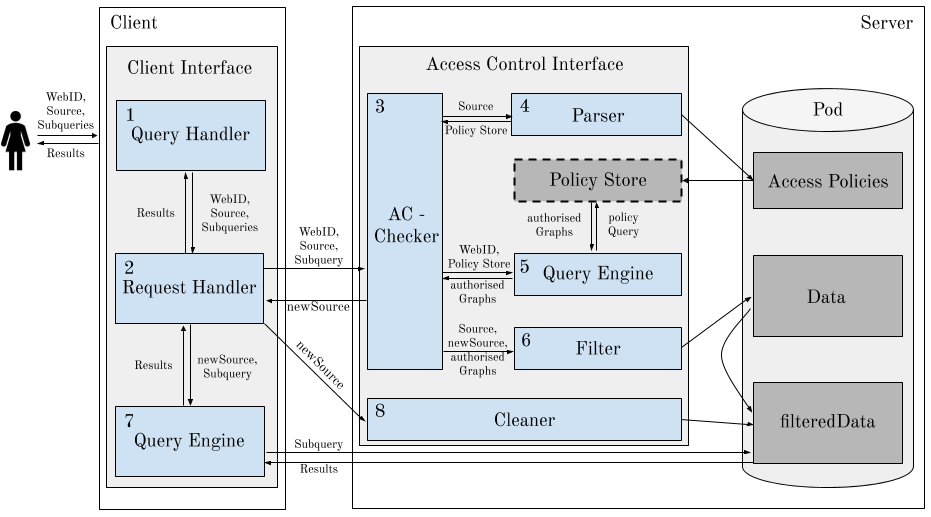 Client
Server
Client Interface
Access Control Interface
WebID,
Source,
Subqueries
Results
1
Query Handler
Results
WebID,
Source,
Subqueries
2
Request Handler
Results
newSource,
Subquery
7
Query Engine
WebID,
Source,
Subquery
newSource
newSource
3
AC -
Checker
Source
Policy Store
4
Parser
Policy Store
authorised
Graphs
policy
Query
WebID,
Policy Store
authorised
Graphs
5
Query Engine
Source,
newSource,
authorised
Graphs
6
Filter
8
Cleaner
Subquery
Results
Pod
Access Policies
Data
filteredData